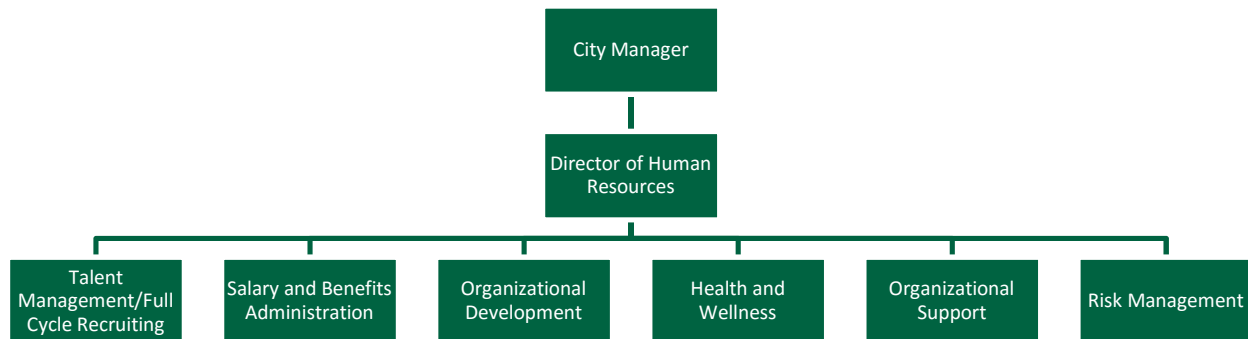 City Manager
Director of Human
Resources
Talent
Management/Full
Cycle Recruiting
Salary and Benefits
Administration
Organizational
Development
Health and
Wellness
Organizational
Support
Risk Management